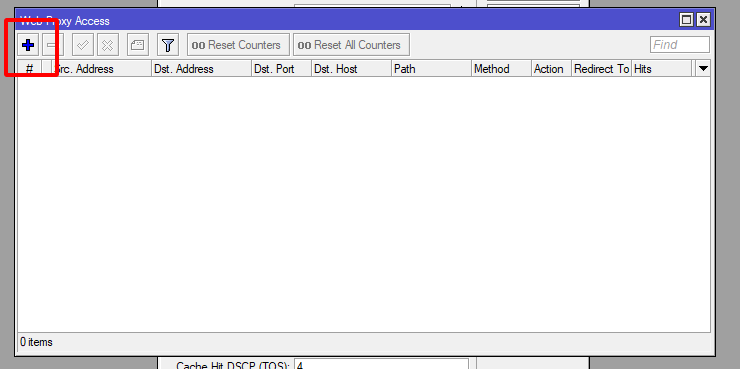 Web Proxy Access
00 Reset Counters 00 Reset All Counters Find
# Src. Address Dst. Address Dst. Port Dst. Host Path Method Action Redirect To Hits
0 items
Cache Hit DSCP (TOS): 4